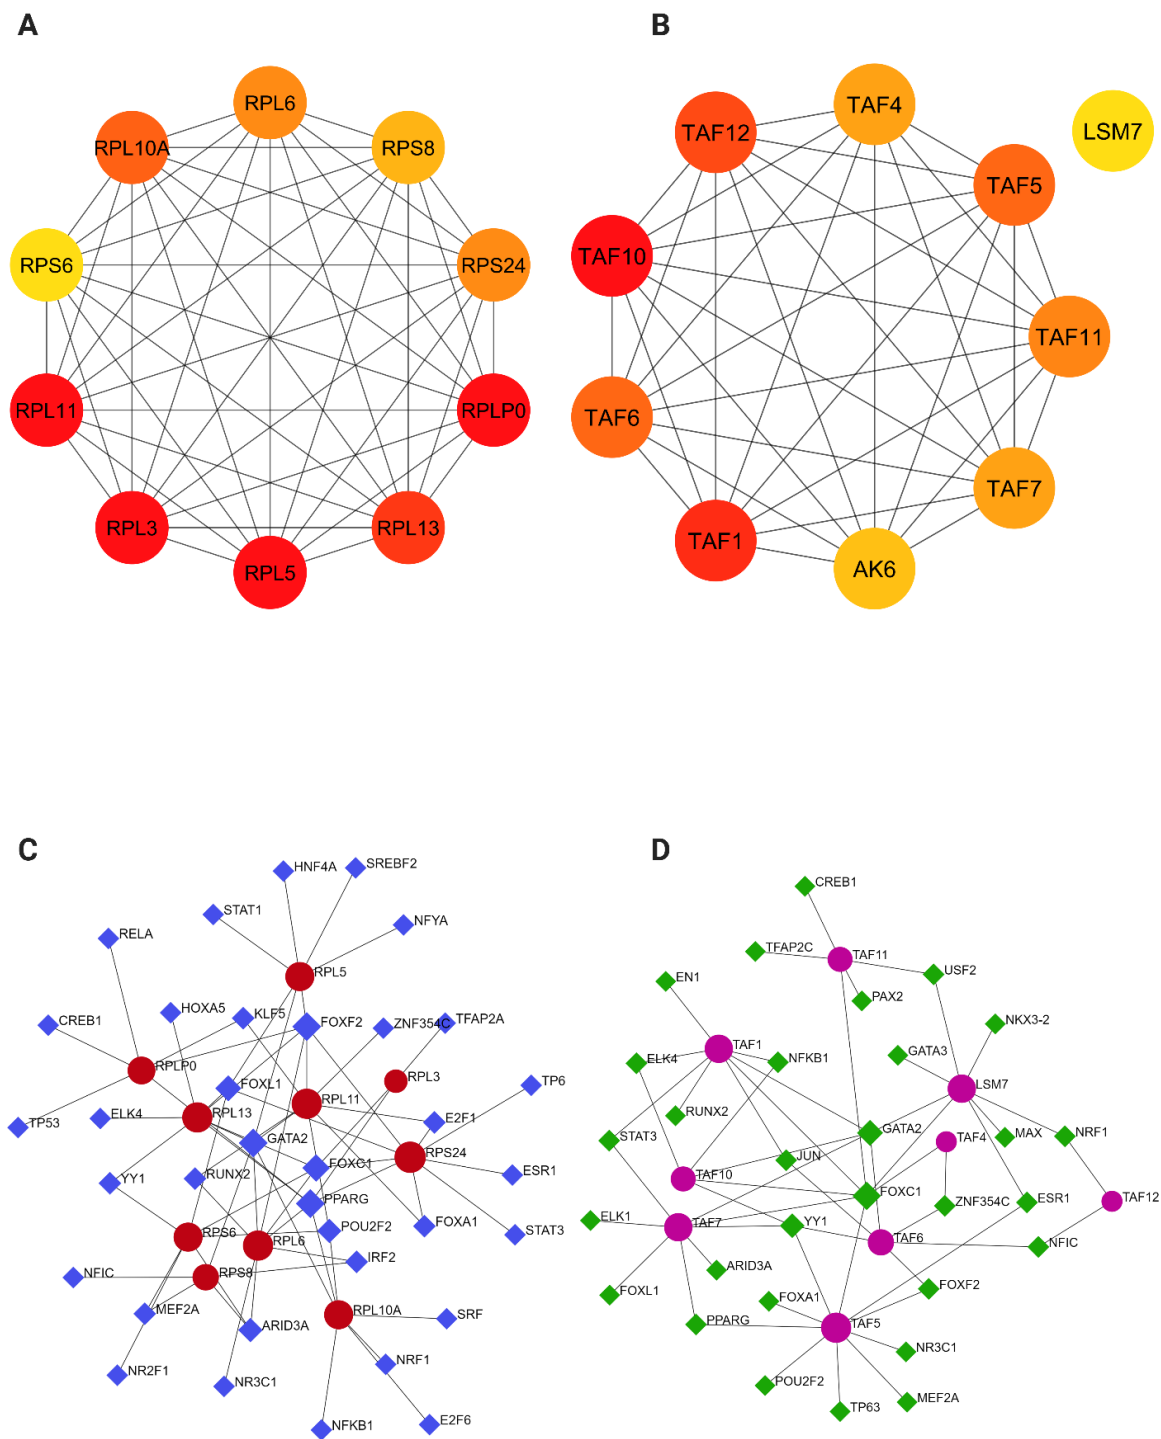 A
B
RPL6
TAF4
LSM7
TAF12
RPL10A
RPS8
TAF5
TAF10
RPS6
RPS24
TAF11
RPL11
RPLP0
TAF6
TAF7
RPL3
RPL13
TAF1
RPL5
AK6
C
D
HNF4A
SREBF2
CREB1
STAT1
NFYA
RELA
TFAP2C
TAF11
USF2
RPL5
EN1
PAX2
HOXA5
KLF5
CREB1
FOXF2
ZNF354C
TFAP2A
NKX3-2
TAF1
GATA3
ELK4
NFKB1
RPLP0
RPL3
TP6
LSM7
FOXL1
RPL11
RPL13
ELK4
RUNX2
TP53
E2F1
GATA2
STAT3
GATA2
TAF4
MAX
NRF1
RPS24
JUN
FOXC1
RUNX2
ESR1
YY1
TAF10
FOXC1
PPARG
ZNF354C
ESR1
TAF12
POU2F2
FOXA1
ELK1
TAF7
YY1
STAT3
RPS6
RPL6
TAF6
NFIC
IRF2
NFIC
RPS8
ARID3A
FOXL1
FOXF2
MEF2A
FOXA1
RPL10A
SRF
ARID3A
PPARG
TAF5
NR2F1
NRF1
NR3C1
NR3C1
POU2F2
MEF2A
NFKB1
E2F6
TP63